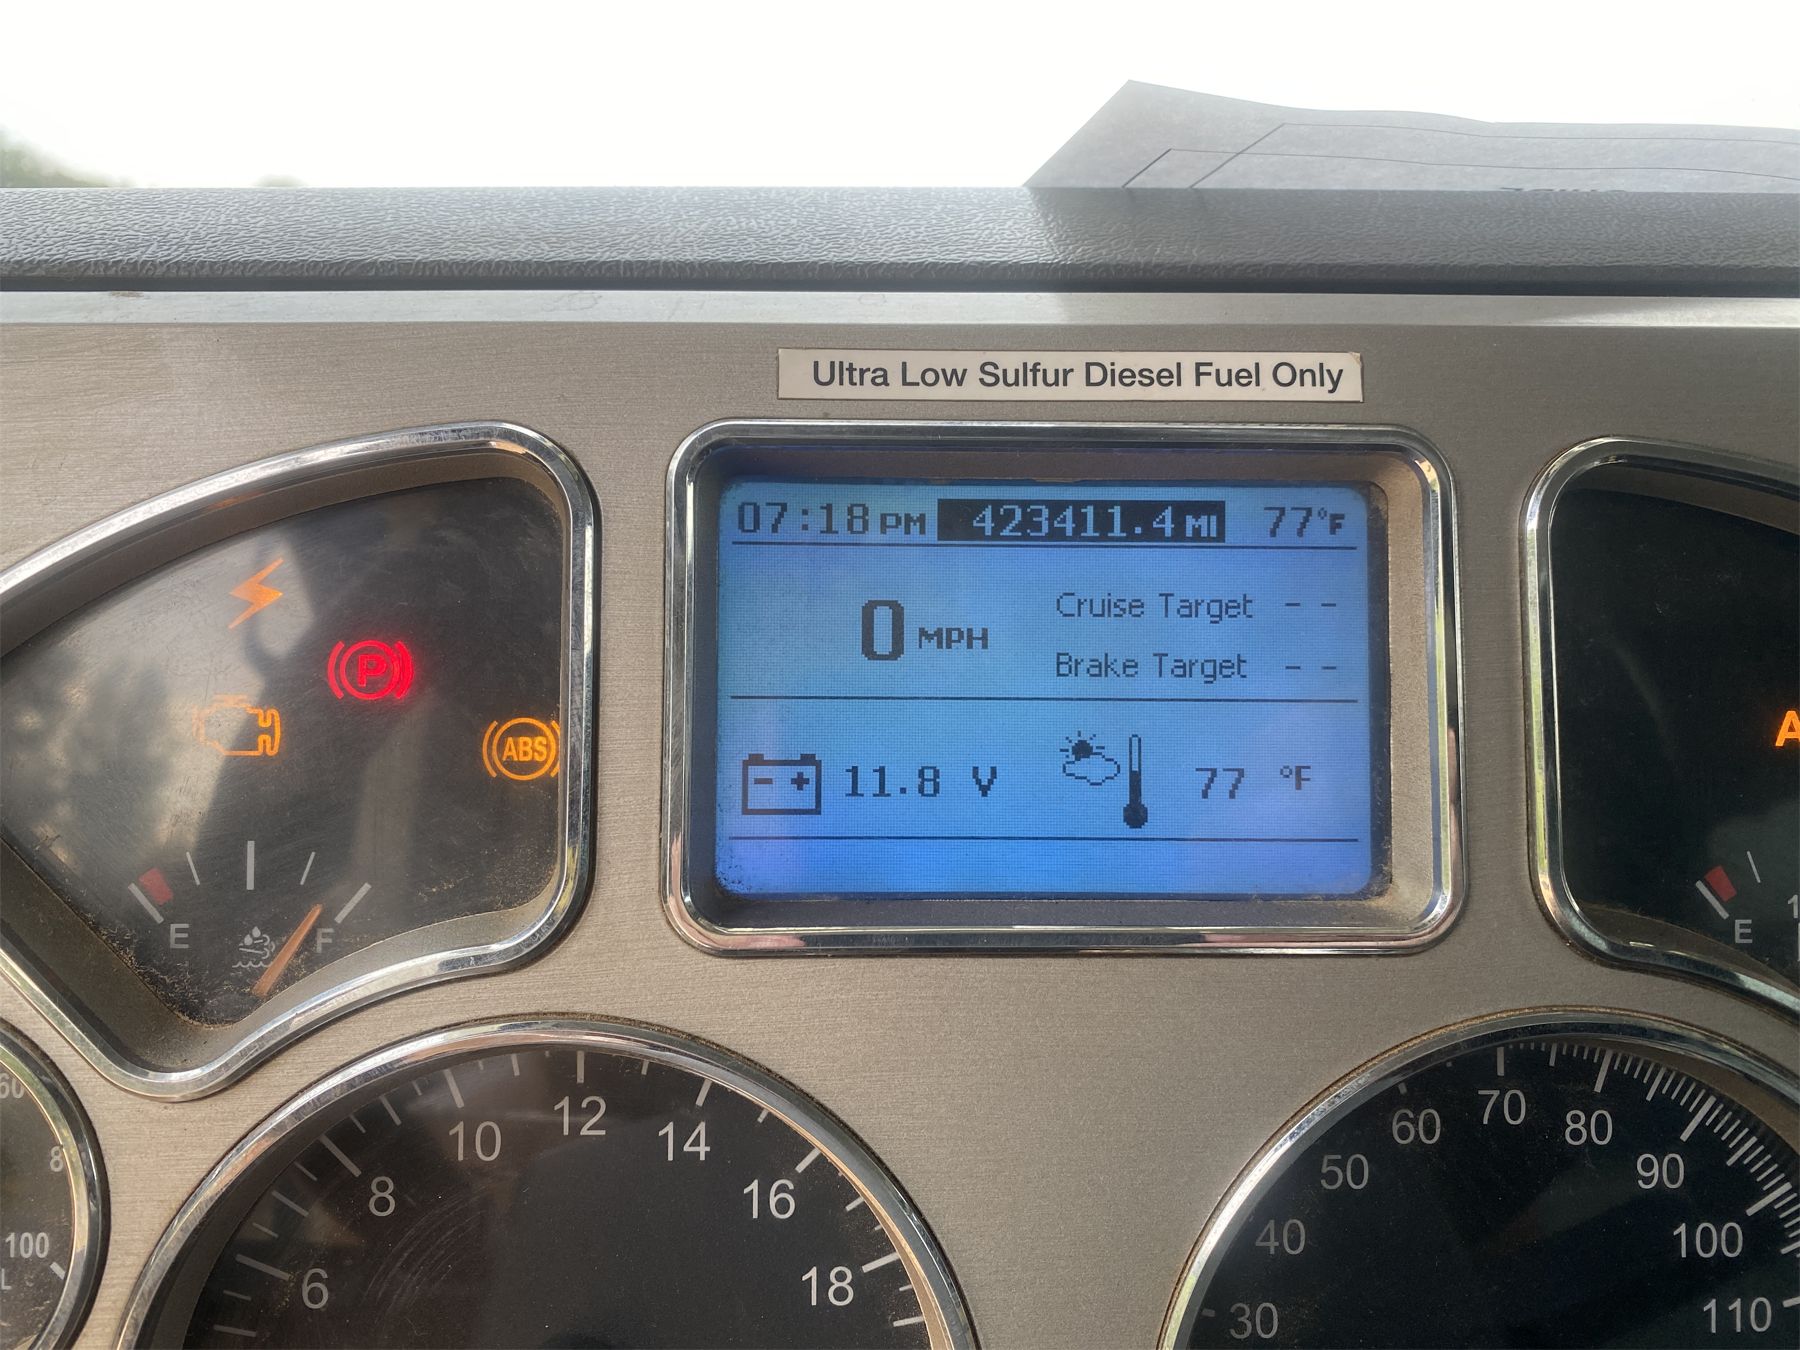 Ultra Low Sulfur Diesel Fuel Only
07:18 PM 423411.4 MI 77°F
0 MPH
Cruise Target - -
Brake Target - -
- + 11.8 V 77 °F
P
ABS
E F
E
6 8 10 12 14 16 18
30 40 50 60 70 80 90 100 110
100